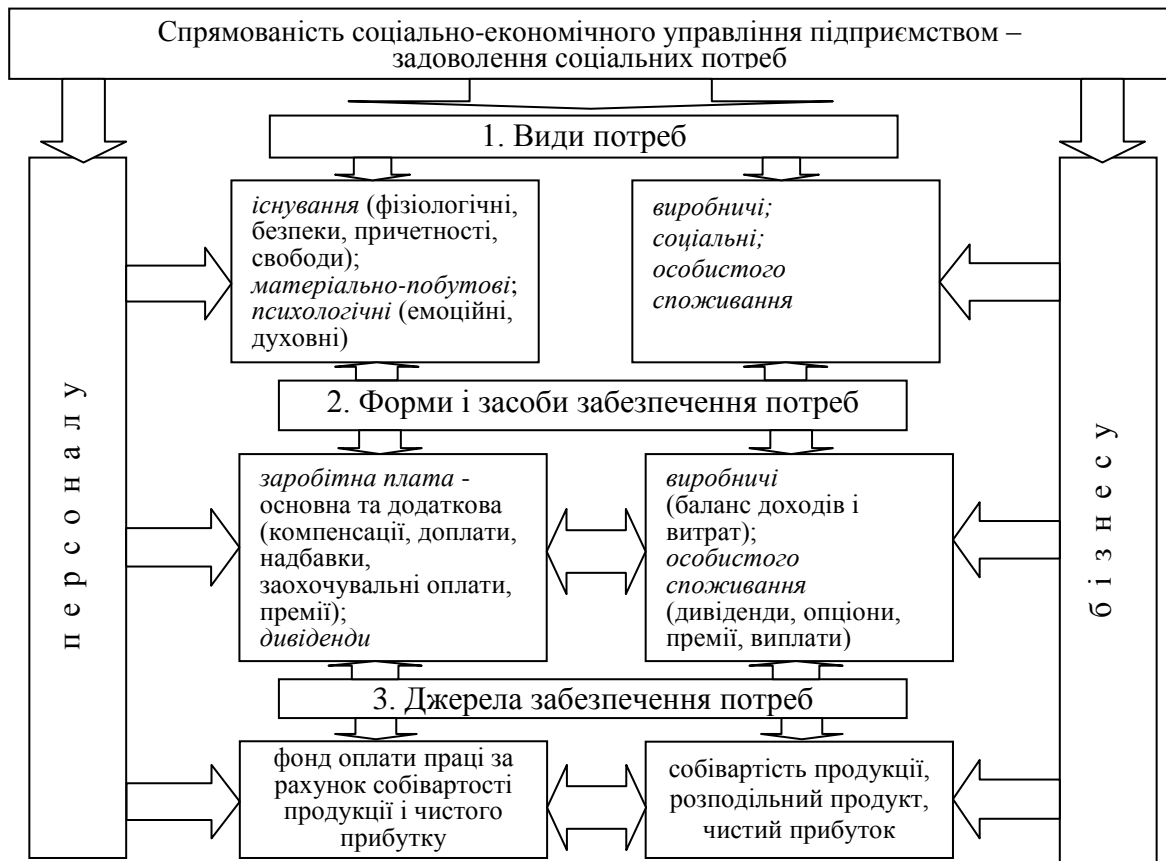 Спрямованість соціально-економічного управління підприємством –
задоволення соціальних потреб
1. Види потреб
існування (фізіологічні,
безпеки, причетності,
свободи);
матеріально-побутові;
психологічні (емоційні,
духовні)
виробничі;
соціальні;
особистого
споживання
2. Форми і засоби забезпечення потреб
заробітна плата -
основна та додаткова
(компенсації, доплати,
надбавки,
заохочувальні оплати,
премії);
дивіденди
виробничі
(баланс доходів і
витрат);
особистого
споживання
(дивіденди, опціони,
премії, виплати)
3. Джерела забезпечення потреб
фонд оплати праці за
рахунок собівартості
продукції і чистого
прибутку
собівартість продукції,
розподільний продукт,
чистий прибуток
персоналу
бізнесу